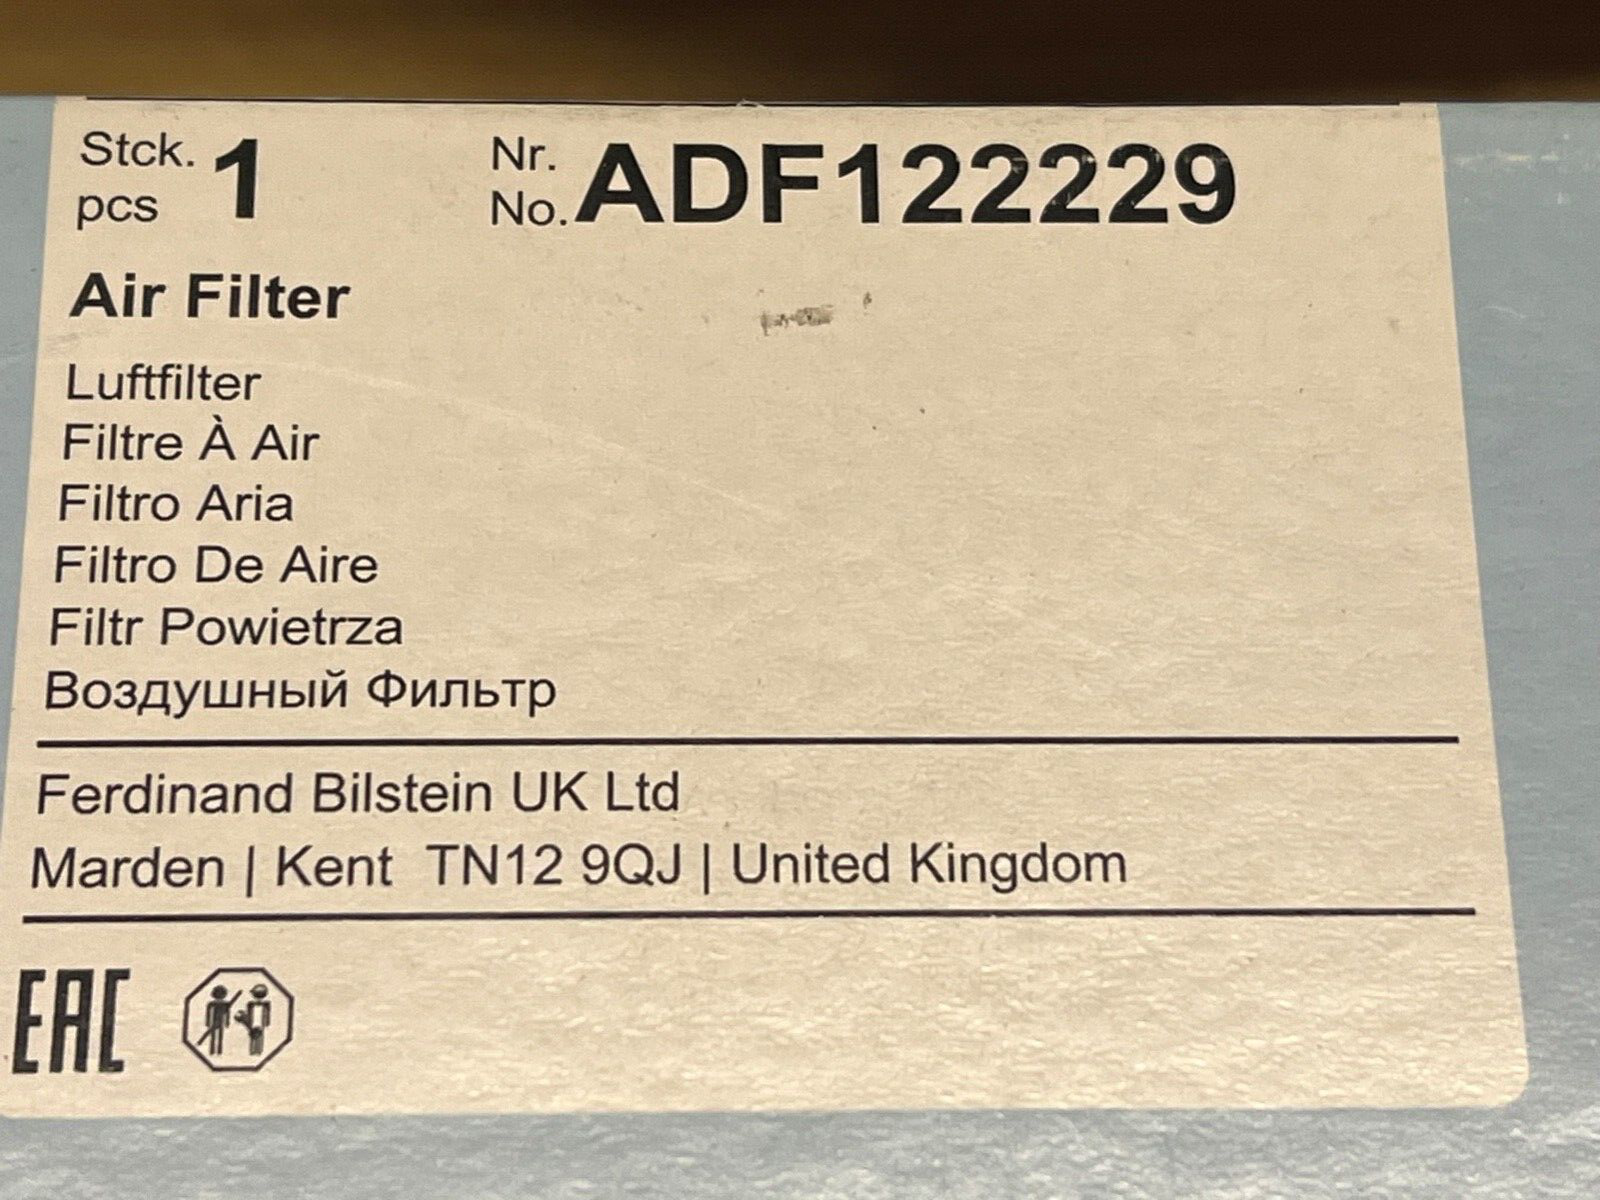 Stck. 1 Nr.
pcs No. ADF122229
Air Filter
Luftfilter
Filtre À Air
Filtro Aria
Filtro De Aire
Filtr Powietrza
Воздушный Фильтр
Ferdinand Bilstein UK Ltd
Marden | Kent TN12 9QJ | United Kingdom
EAC